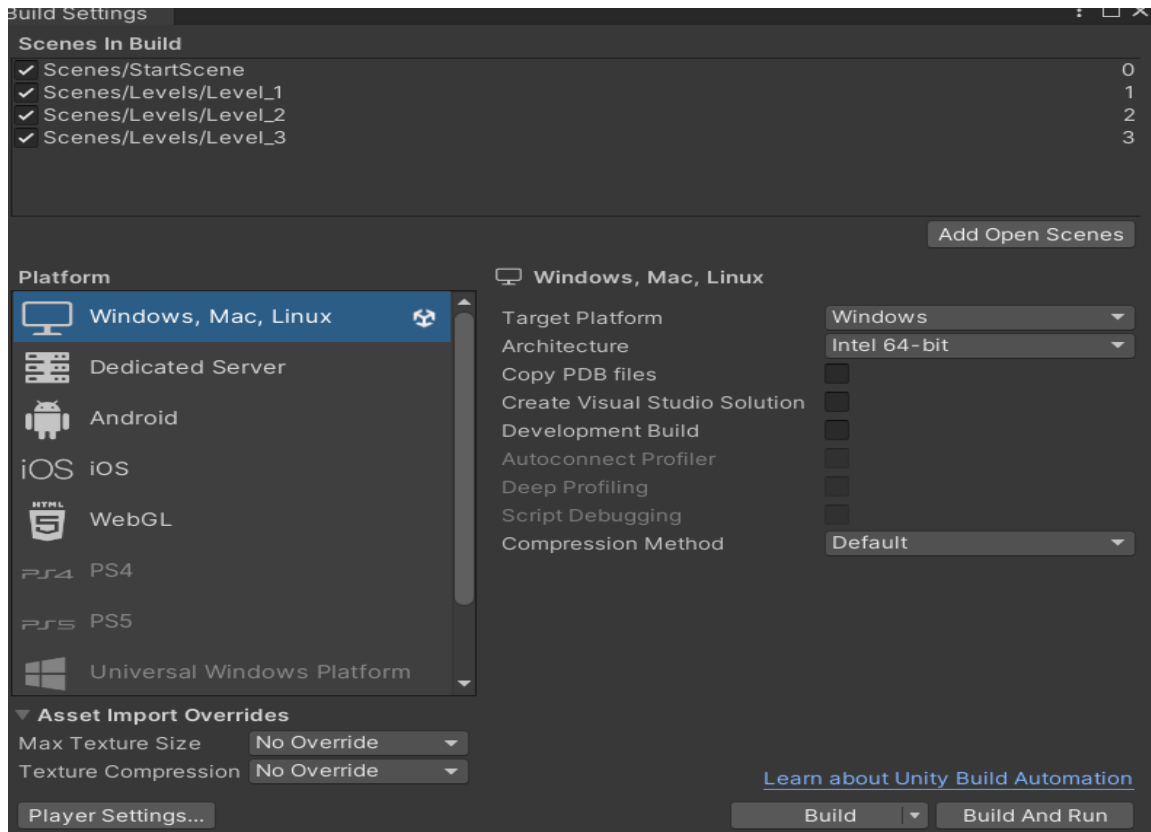 Build Settings
Scenes In Build
Scenes/StartScene 0
Scenes/Levels/Level_1 1
Scenes/Levels/Level_2 2
Scenes/Levels/Level_3 3
Add Open Scenes
Platform
Windows, Mac, Linux
Dedicated Server
Android
iOS iOS
HTML 5 WebGL
PS4 PS4
PS5 PS5
Universal Windows Platform
Windows, Mac, Linux
Target Platform Windows
Architecture Intel 64-bit
Copy PDB files
Create Visual Studio Solution
Development Build
Autoconnect Profiler
Deep Profiling
Script Debugging
Compression Method Default
Asset Import Overrides
Max Texture Size No Override
Texture Compression No Override
Learn about Unity Build Automation
Player Settings... Build Build And Run